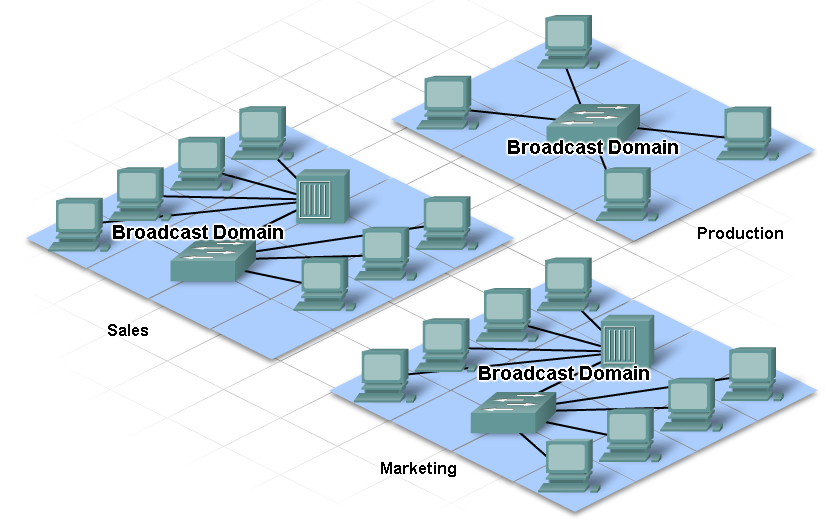 Broadcast Domain
Production
Broadcast Domain
Sales
Broadcast Domain
Marketing